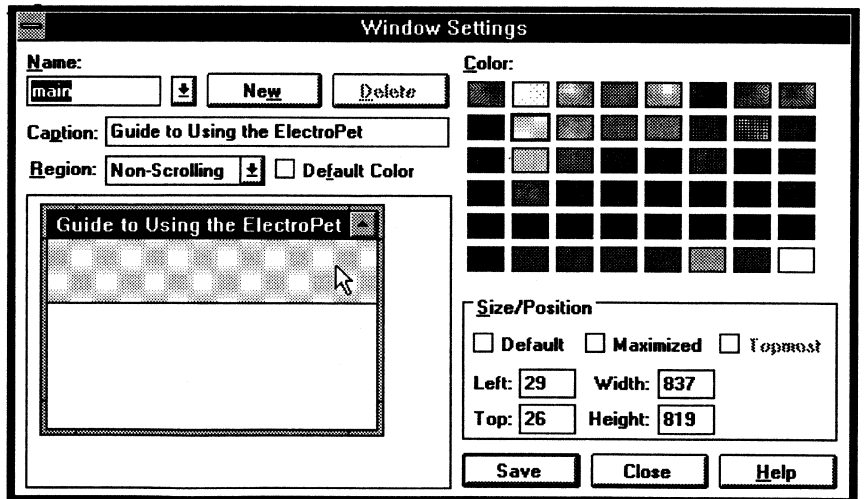 Window Settings
Name:
main
New
Delete
Caption: Guide to Using the ElectroPet
Region: Non-Scrolling
Default Color
Guide to Using the ElectroPet
Color:
Size/Position
Default
Maximized
Topmost
Left: 29
Width: 837
Top: 26
Height: 819
Save
Close
Help